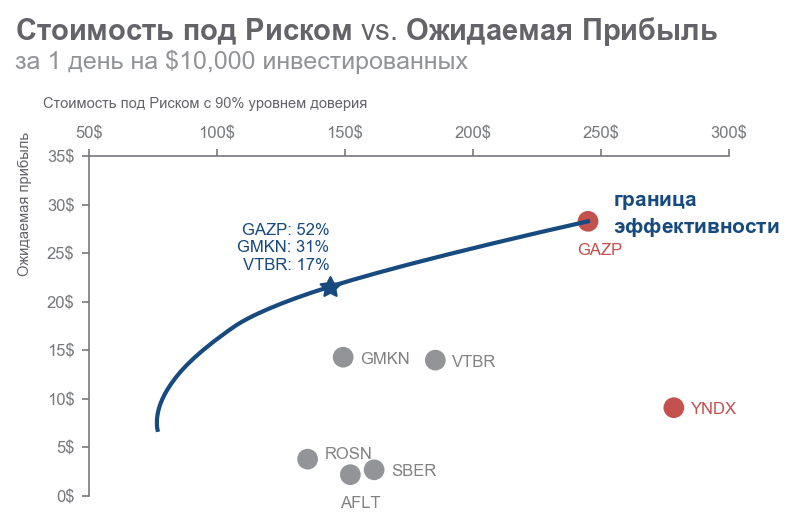 Стоимость под Риском vs. Ожидаемая Прибыль
за 1 день на $10,000 инвестированных
Стоимость под Риском с 90% уровнем доверия
50$ 100$ 150$ 200$ 250$ 300$
Ожидаемая прибыль
35$
30$
25$
20$
15$
10$
5$
0$
GAZP: 52%
GMKN: 31%
VTBR: 17%
граница
эффективности
GAZP
GMKN
VTBR
YNDX
ROSN
SBER
AFLT